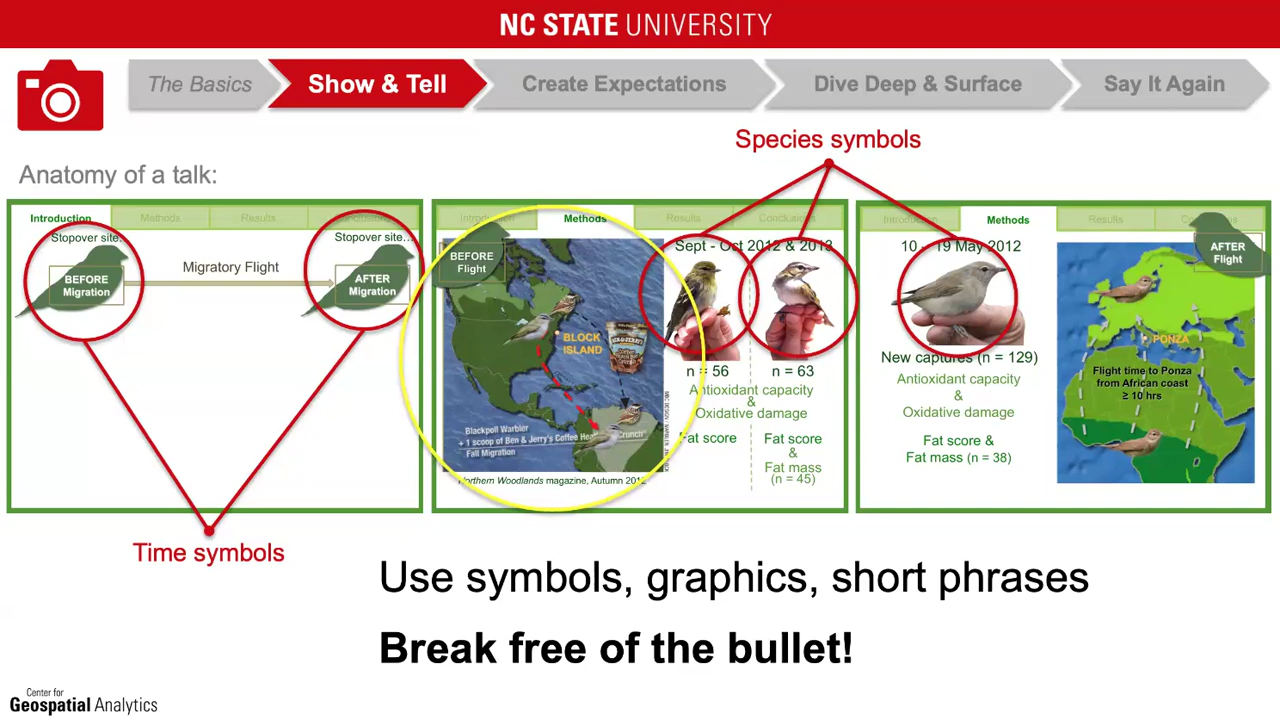 NC STATE UNIVERSITY
The Basics
Show & Tell
Create Expectations
Dive Deep & Surface
Say It Again
Species symbols
Anatomy of a talk:
Introduction
Methods
Results
Stopover site...
Stopover site...
BEFORE
Migration
Migratory Flight
AFTER
Migration
Methods
Results
Conclusions
BEFORE
Flight
Sept - Oct 2012 & 2013
BLOCK
ISLAND
BEN & JERRY'S
n = 56
n = 63
Antioxidant capacity
&
Oxidative damage
Fat score
Fat score
&
Fat mass
(n = 45)
Blackpoll Warbler
+ 1 scoop of Ben & Jerry's Coffee Heath Crunch®
Fall Migration
Northern Woodlands magazine, Autumn 2012
Introduction
Methods
Results
AFTER
Flight
10 - 19 May 2012
New captures (n = 129)
Antioxidant capacity
&
Oxidative damage
Fat score &
Fat mass (n = 38)
PONZA
Flight time to Ponza
from African coast
≥ 10 hrs
Time symbols
Use symbols, graphics, short phrases
Break free of the bullet!
Center for
Geospatial Analytics